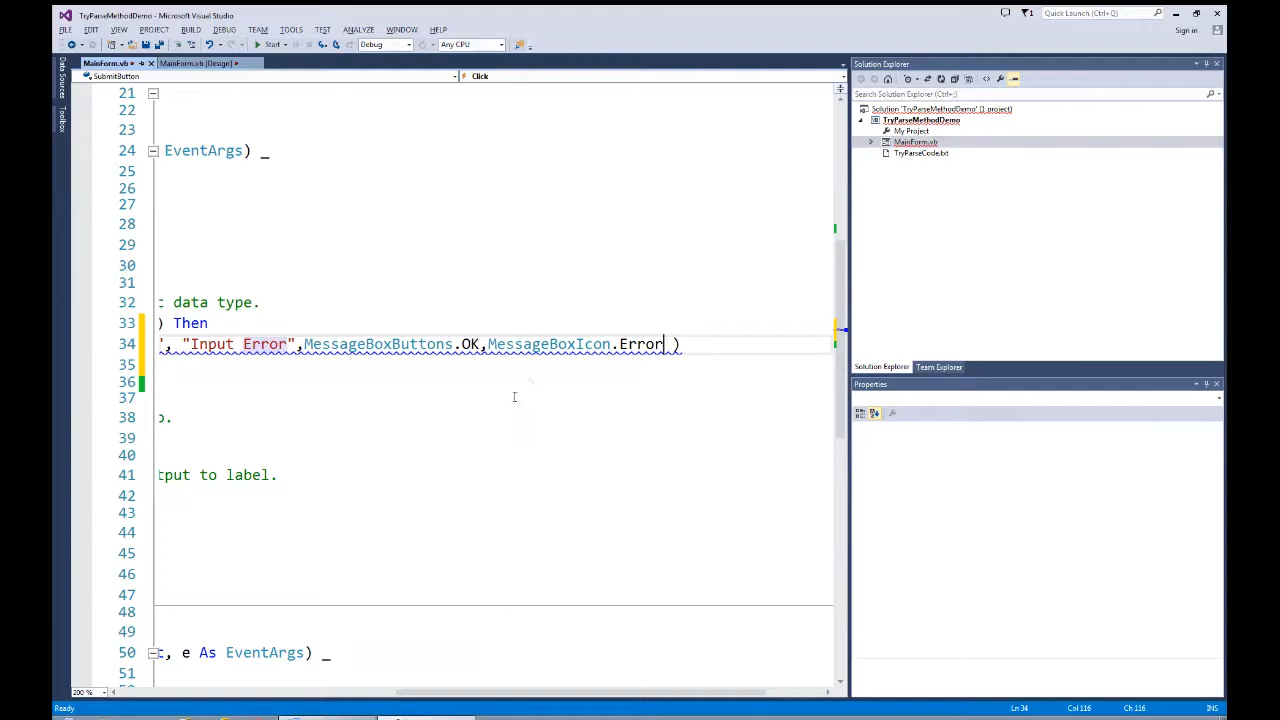 TryParseMethodDemo - Microsoft Visual Studio
Quick Launch (Ctrl+;)
FILE EDIT VIEW PROJECT BUILD DEBUG TEAM TOOLS TEST ANALYZE WINDOW HELP
Sign in
Start Debug Any CPU
MainForm.vb MainForm.vb [Design]
SubmitButton Click
Data Sources
Toolbox
21
22
23
24 EventArgs) _
25
26
27
28
29
30
31
32 c data type.
33 ) Then
34 ", "Input Error",MessageBoxButtons.OK,MessageBoxIcon.Error )
35
36
37
38 o.
39
40
41 tput to label.
42
43
44
45
46
47
48
49
50 t, e As EventArgs) _
51
200 %
Solution Explorer
Search Solution Explorer (Ctrl+;)
Solution 'TryParseMethodDemo' (1 project)
TryParseMethodDemo
My Project
MainForm.vb
TryParseCode.txt
Solution Explorer Team Explorer
Properties
Ready Ln 34 Col 116 Ch 116 INS